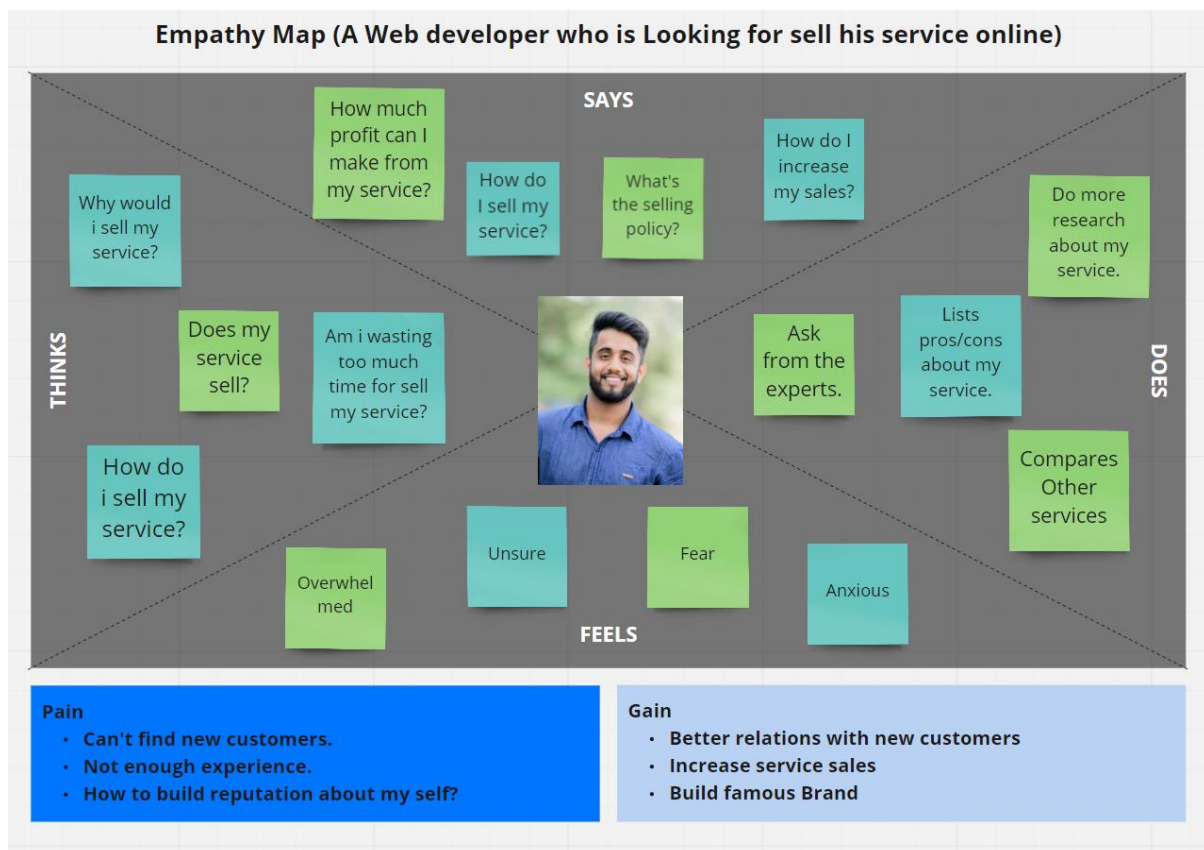 Empathy Map (A Web developer who is Looking for sell his service online)
SAYS
How much
profit can I
make from
my service?
How do
I sell my
service?
What's
the selling
policy?
How do I
increase
my sales?
THINKS
Why would
i sell my
service?
Does my
service
sell?
Am i wasting
too much
time for sell
my service?
How do
i sell my
service?
DOES
Do more
research
about my
service.
Ask
from the
experts.
Lists
pros/cons
about my
service.
Compares
Other
services
Overwhel
med
Unsure
Fear
Anxious
FEELS
Pain
• Can't find new customers.
• Not enough experience.
• How to build reputation about my self?
Gain
• Better relations with new customers
• Increase service sales
• Build famous Brand